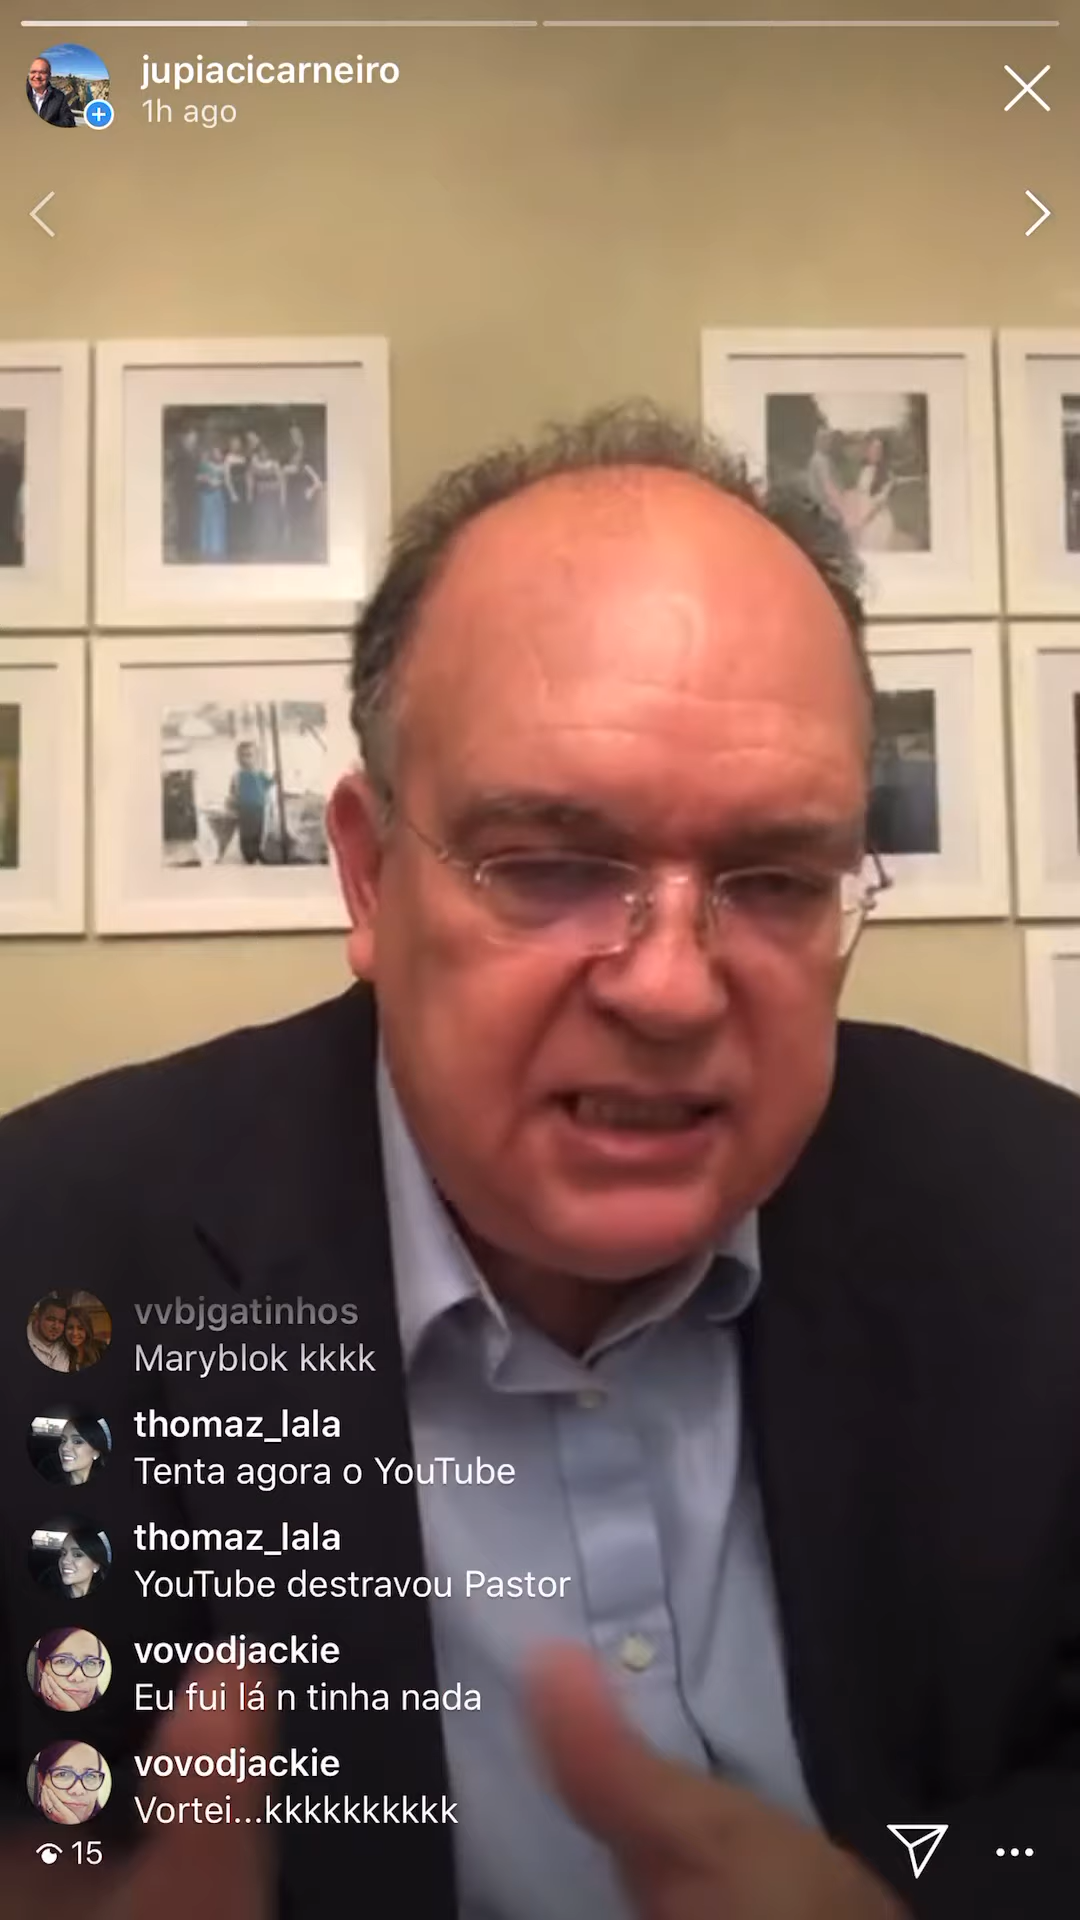 jupiacicarneiro
1h ago
vvbjgatinhos
Maryblok kkkk
thomaz_lala
Tenta agora o YouTube
thomaz_lala
YouTube destravou Pastor
vovodjackie
Eu fui lá n tinha nada
vovodjackie
Vortei...kkkkkkkkkk
15